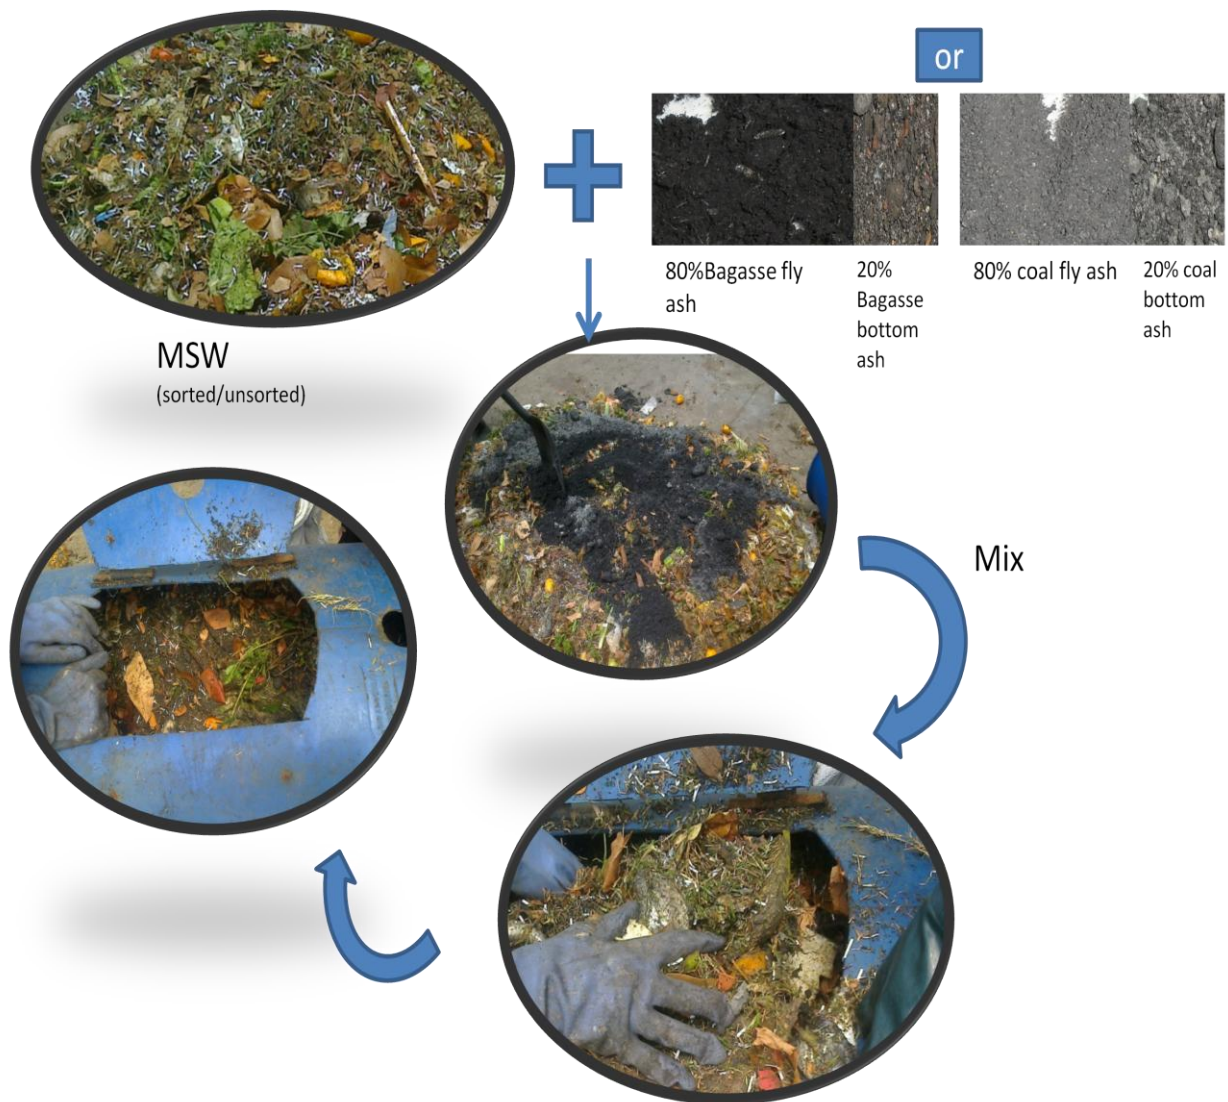 or
80%Bagasse fly
ash
20%
Bagasse
bottom
ash
80% coal fly ash
20% coal
bottom
ash
MSW
(sorted/unsorted)
Mix